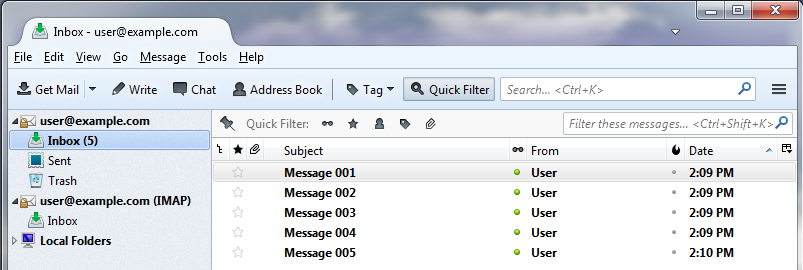 Inbox - user@example.com
File Edit View Go Message Tools Help
Get Mail Write Chat Address Book Tag Quick Filter Search... <Ctrl+K>
user@example.com
Inbox (5)
Sent
Trash
user@example.com (IMAP)
Inbox
Local Folders
Quick Filter: Filter these messages... <Ctrl+Shift+K>
Subject From Date
Message 001 User 2:09 PM
Message 002 User 2:09 PM
Message 003 User 2:09 PM
Message 004 User 2:09 PM
Message 005 User 2:10 PM